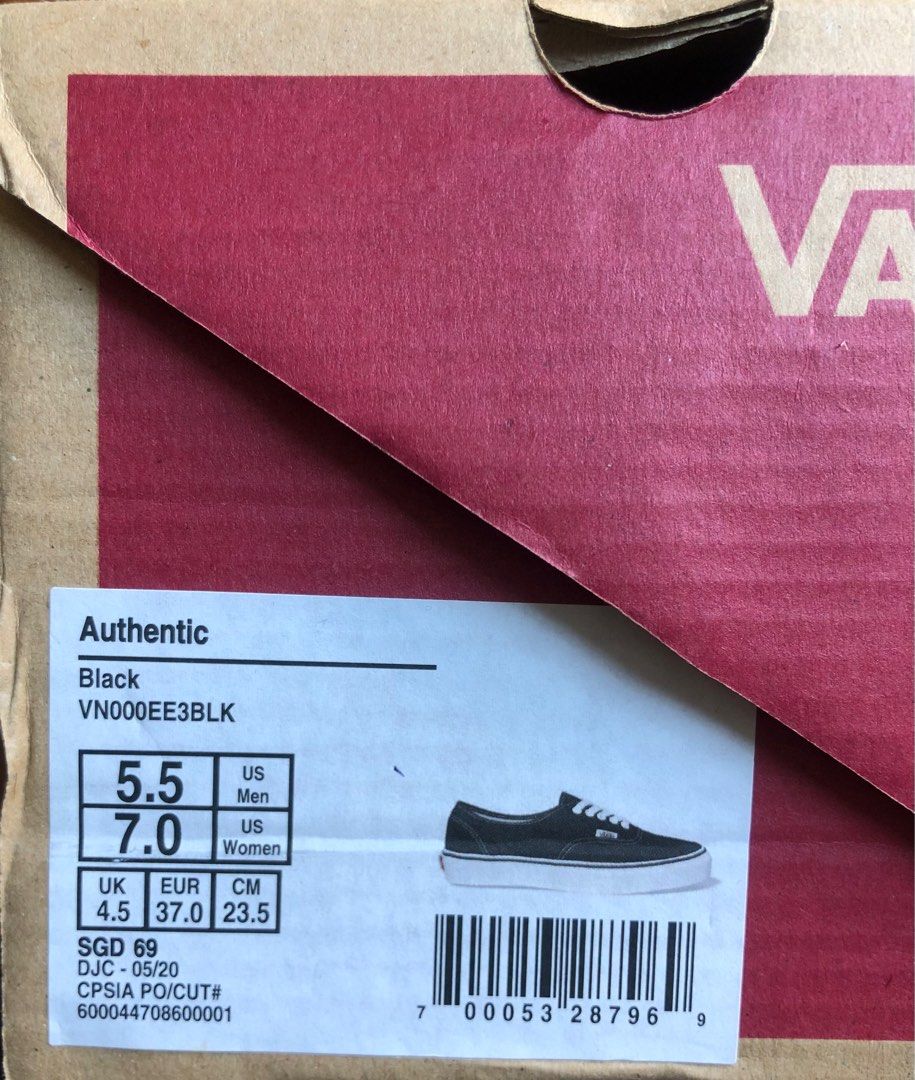 VA
Authentic
Black
VN000EE3BLK
5.5 US Men
7.0 US Women
UK EUR CM
4.5 37.0 23.5
SGD 69
DJC - 05/20
CPSIA PO/CUT#
600044708600001
7 00053 28796 9